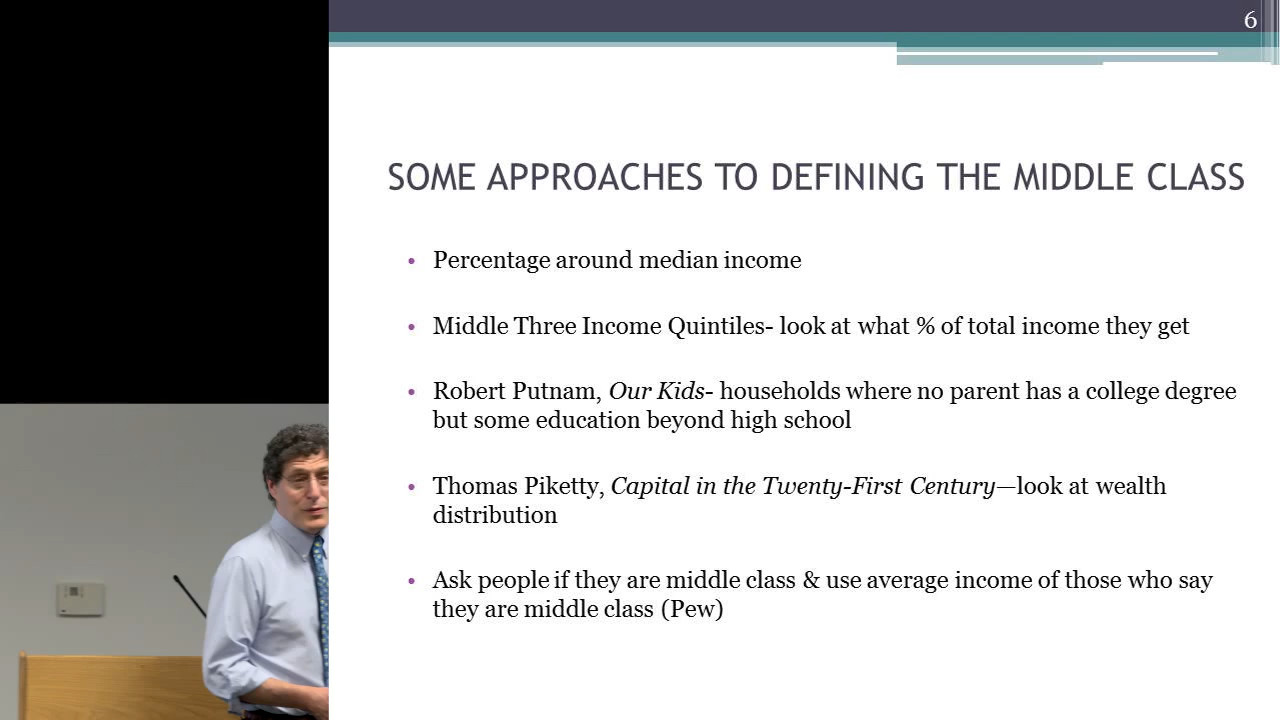 6
SOME APPROACHES TO DEFINING THE MIDDLE CLASS
• Percentage around median income
• Middle Three Income Quintiles- look at what % of total income they get
• Robert Putnam, Our Kids- households where no parent has a college degree
but some education beyond high school
• Thomas Piketty, Capital in the Twenty-First Century—look at wealth
distribution
• Ask people if they are middle class & use average income of those who say
they are middle class (Pew)